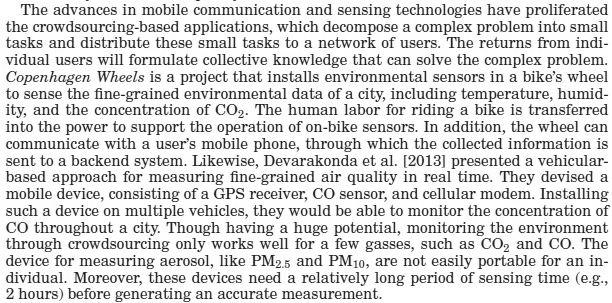 The advances in mobile communication and sensing technologies have proliferated
the crowdsourcing-based applications, which decompose a complex problem into small
tasks and distribute these small tasks to a network of users. The returns from indi-
vidual users will formulate collective knowledge that can solve the complex problem.
Copenhagen Wheels is a project that installs environmental sensors in a bike's wheel
to sense the fine-grained environmental data of a city, including temperature, humid-
ity, and the concentration of CO₂. The human labor for riding a bike is transferred
into the power to support the operation of on-bike sensors. In addition, the wheel can
communicate with a user's mobile phone, through which the collected information is
sent to a backend system. Likewise, Devarakonda et al. [2013] presented a vehicular-
based approach for measuring fine-grained air quality in real time. They devised a
mobile device, consisting of a GPS receiver, CO sensor, and cellular modem. Installing
such a device on multiple vehicles, they would be able to monitor the concentration of
CO throughout a city. Though having a huge potential, monitoring the environment
through crowdsourcing only works well for a few gasses, such as CO₂ and CO. The
device for measuring aerosol, like PM₂.₅ and PM₁₀, are not easily portable for an in-
dividual. Moreover, these devices need a relatively long period of sensing time (e.g.,
2 hours) before generating an accurate measurement.